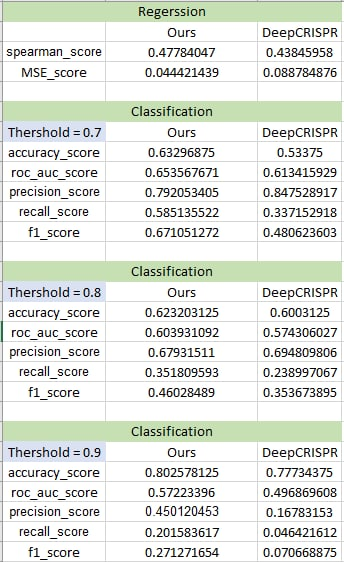 Regerssion
Ours DeepCRISPR
spearman_score 0.47784047 0.43845958
MSE_score 0.044421439 0.088784876
Classification
Thershold = 0.7 Ours DeepCRISPR
accuracy_score 0.63296875 0.53375
roc_auc_score 0.653567671 0.613415929
precision_score 0.792053405 0.847528917
recall_score 0.585135522 0.337152918
f1_score 0.671051272 0.480623603
Classification
Thershold = 0.8 Ours DeepCRISPR
accuracy_score 0.623203125 0.6003125
roc_auc_score 0.603931092 0.574306027
precision_score 0.67931511 0.694809806
recall_score 0.351809593 0.238997067
f1_score 0.46028489 0.353673895
Classification
Thershold = 0.9 Ours DeepCRISPR
accuracy_score 0.802578125 0.77734375
roc_auc_score 0.57223396 0.496869608
precision_score 0.450120453 0.16783153
recall_score 0.201583617 0.046421612
f1_score 0.271271654 0.070668875